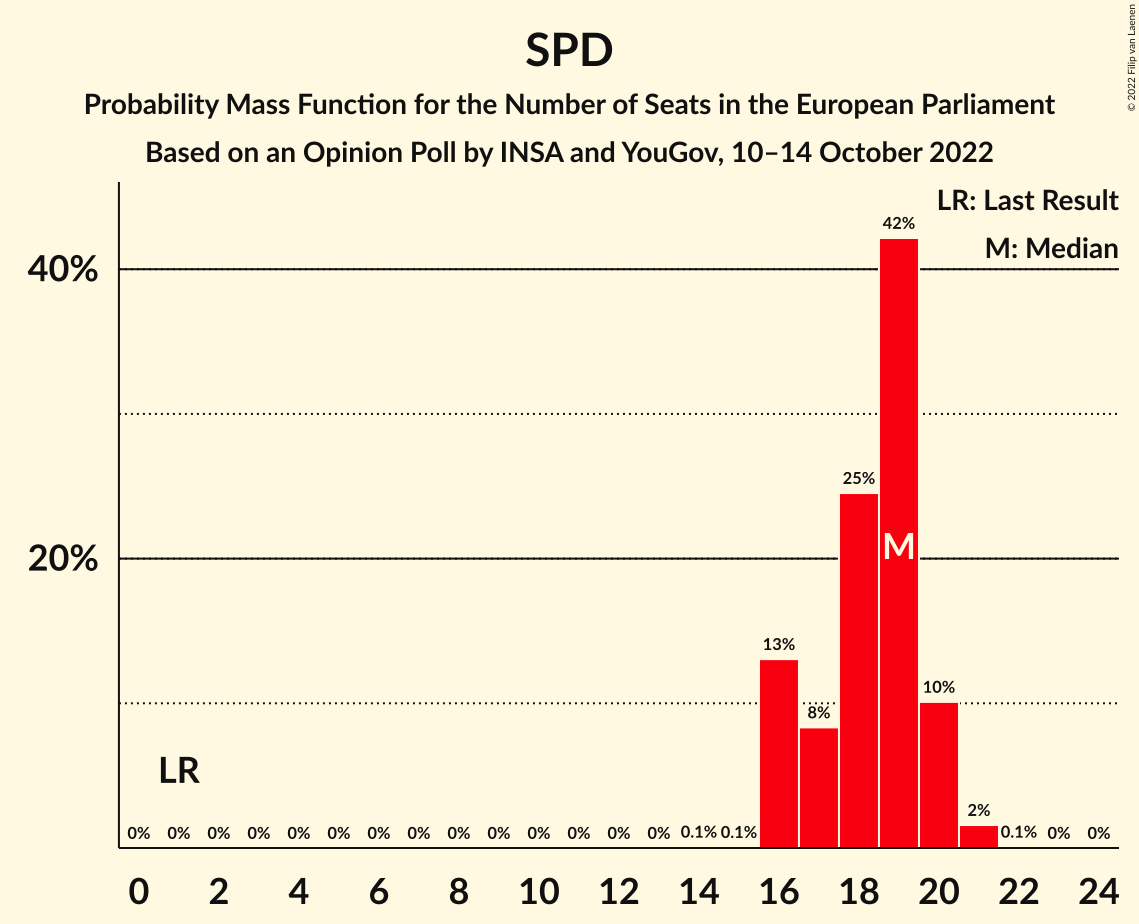 SPD
Probability Mass Function for the Number of Seats in the European Parliament
Based on an Opinion Poll by INSA and YouGov, 10–14 October 2022
© 2022 Filip van Laenen
LR: Last Result
M: Median
40%
20%
42%
25%
M
13%
8%
10%
2%
LR
0% 0% 0% 0% 0% 0% 0% 0% 0% 0% 0% 0% 0% 0% 0.1% 0.1% 0.1% 0% 0%
0 2 4 6 8 10 12 14 16 18 20 22 24